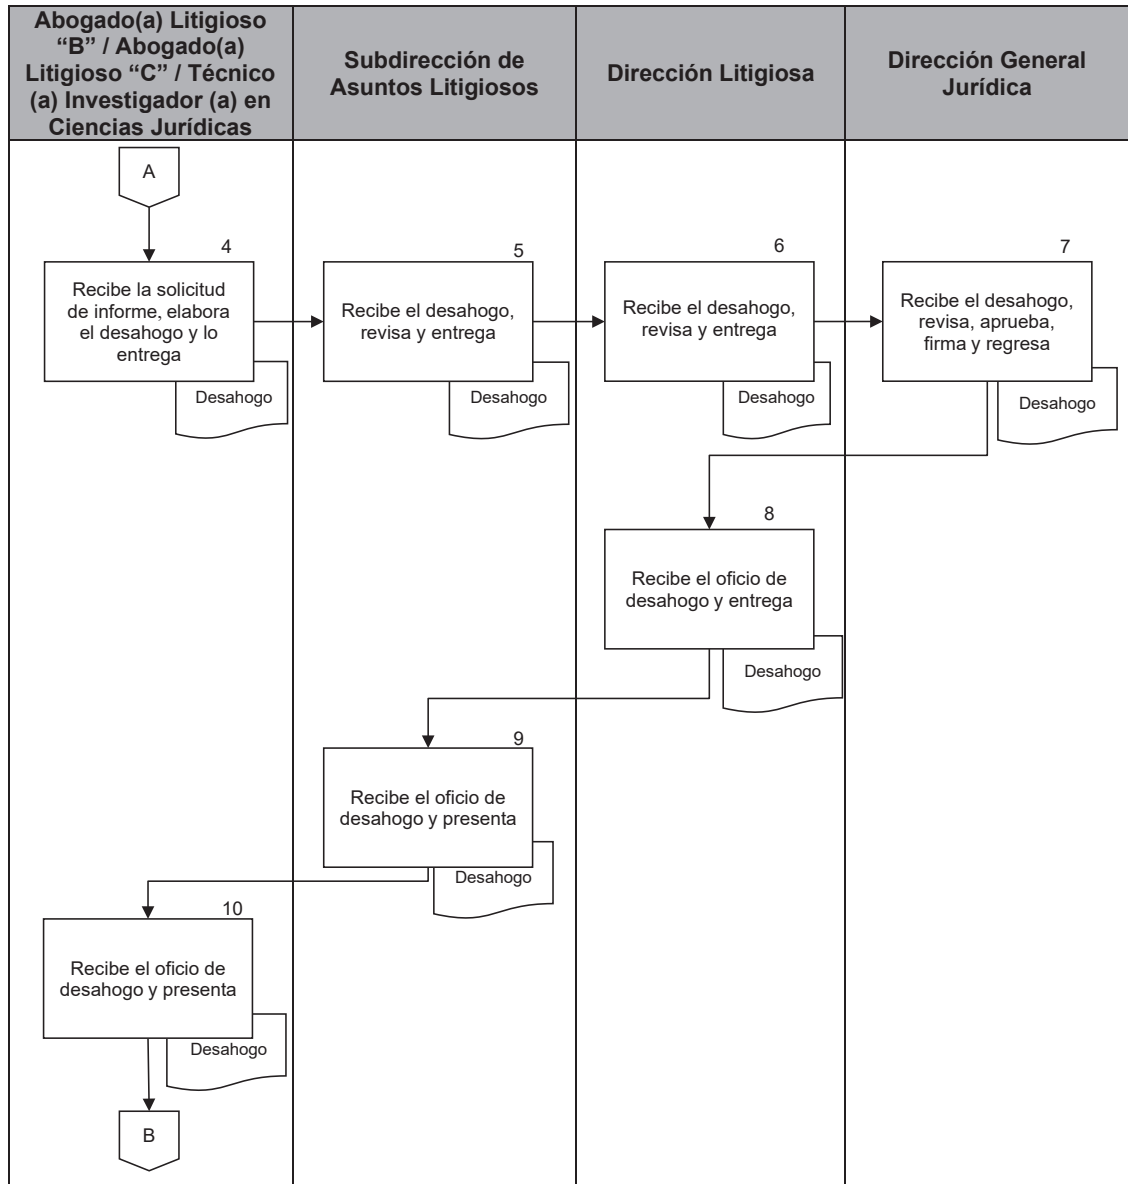 Abogado(a) Litigioso
“B” / Abogado(a)
Litigioso “C” / Técnico
(a) Investigador (a) en
Ciencias Jurídicas
Subdirección de
Asuntos Litigiosos
Dirección Litigiosa
Dirección General
Jurídica
A
4
Recibe la solicitud
de informe, elabora
el desahogo y lo
entrega
Desahogo
5
Recibe el desahogo,
revisa y entrega
Desahogo
6
Recibe el desahogo,
revisa y entrega
Desahogo
7
Recibe el desahogo,
revisa, aprueba,
firma y regresa
Desahogo
8
Recibe el oficio de
desahogo y entrega
Desahogo
9
Recibe el oficio de
desahogo y presenta
Desahogo
10
Recibe el oficio de
desahogo y presenta
Desahogo
B